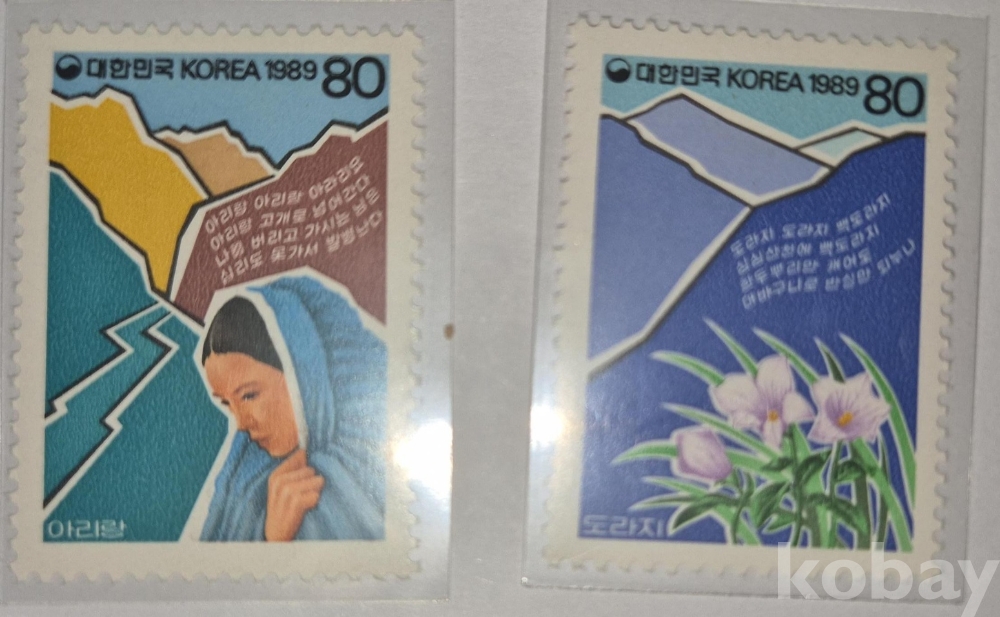 대한민국 KOREA 1989 80
아리랑 아리랑 아라리요
아리랑 고개로 넘어간다
나를 버리고 가시는 님은
십리도 못가서 발병난다
아리랑
대한민국 KOREA 1989 80
도라지 도라지 백도라지
심심산천에 백도라지
한두뿌리만 캐어도
대바구니로 반실만 되누나
도라지
kobay